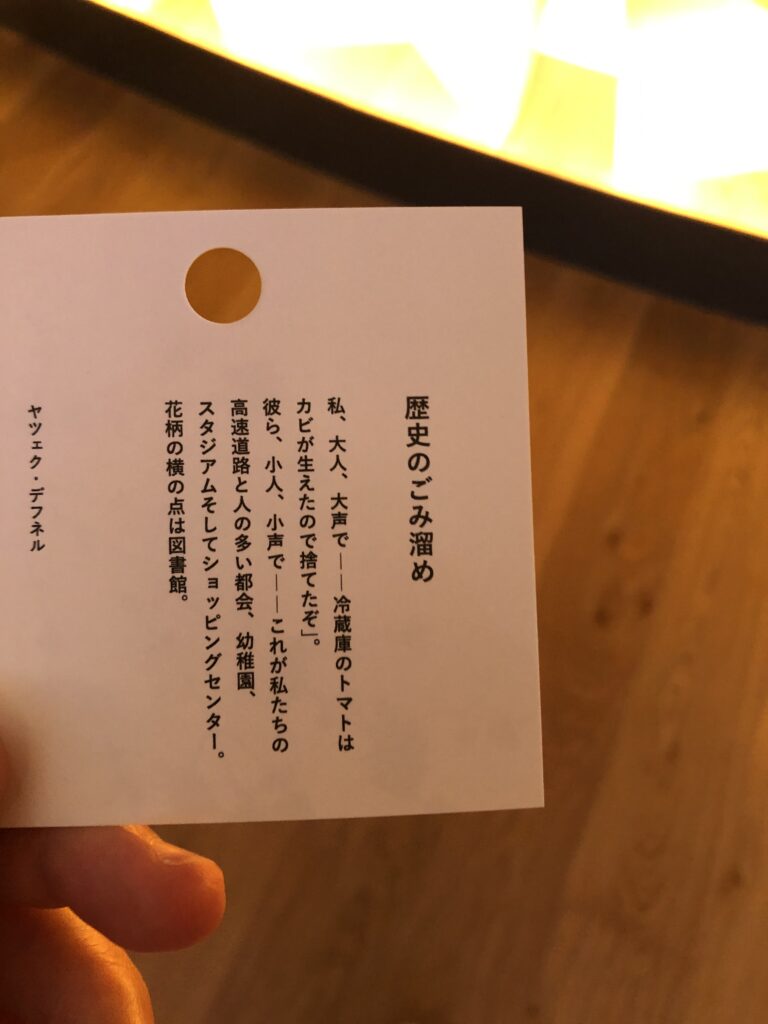 歴史のごみ溜め
私、大人、大声で――冷蔵庫のトマトは
カビが生えたので捨てたぞ」。
彼ら、小人、小声で――これが私たちの
高速道路と人の多い都会、幼稚園、
スタジアムそしてショッピングセンター。
花柄の横の点は図書館。
ヤツェク・デフネル